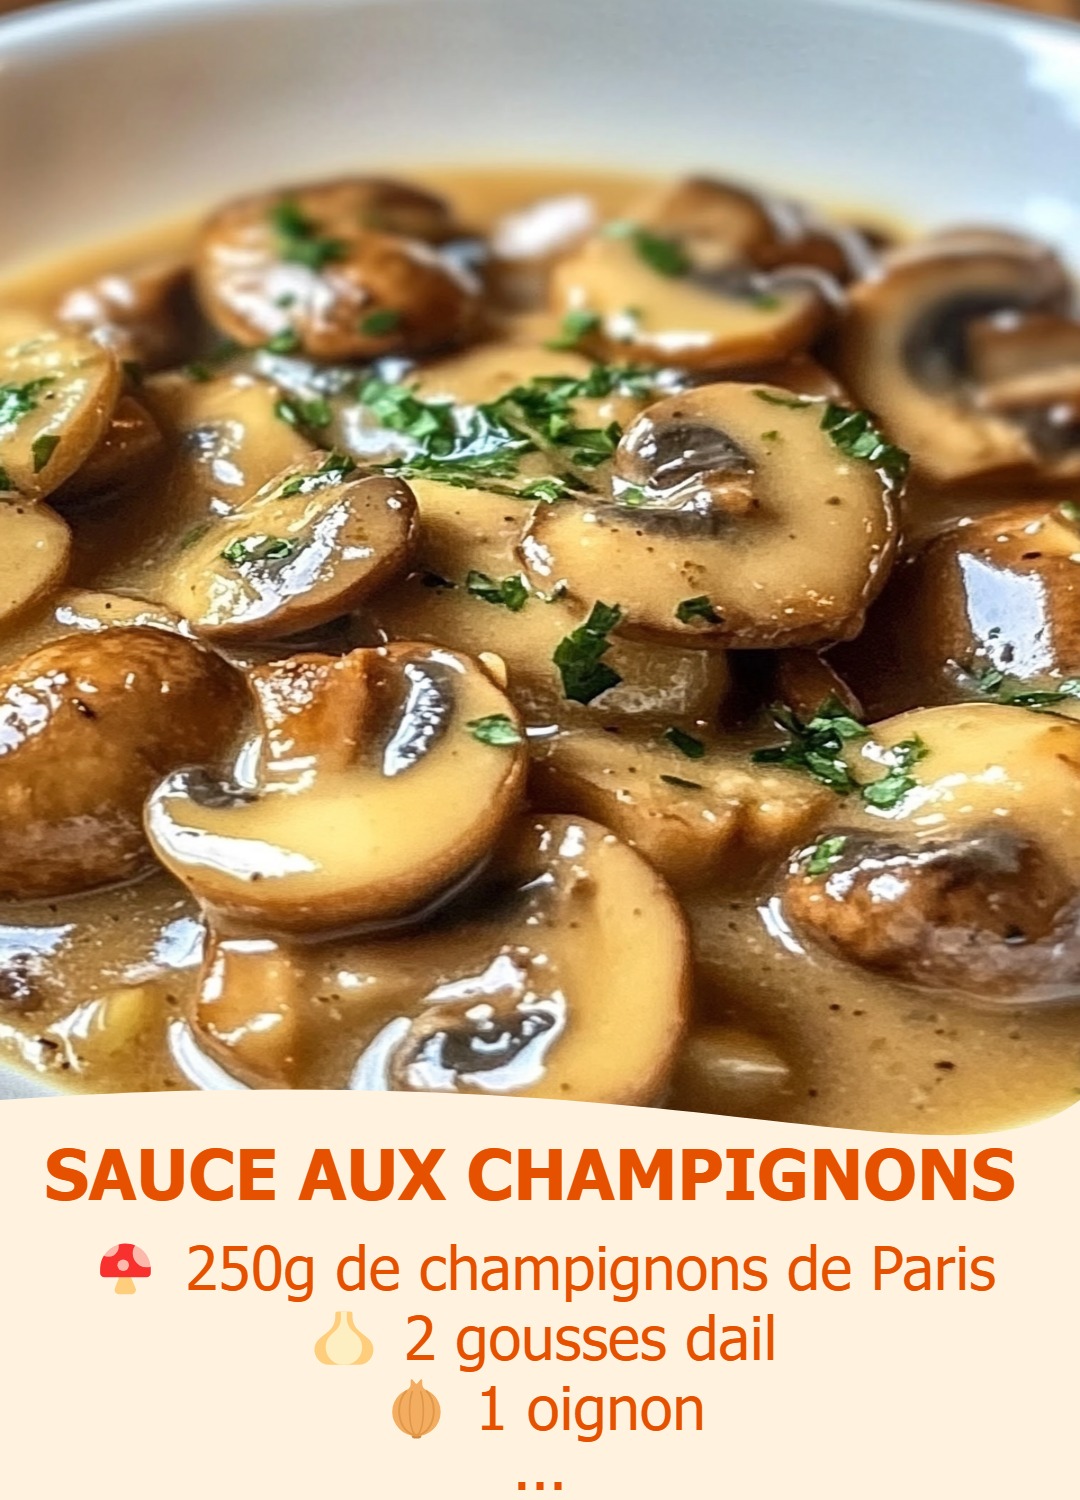 SAUCE AUX CHAMPIGNONS
250g de champignons de Paris
2 gousses dail
1 oignon
...